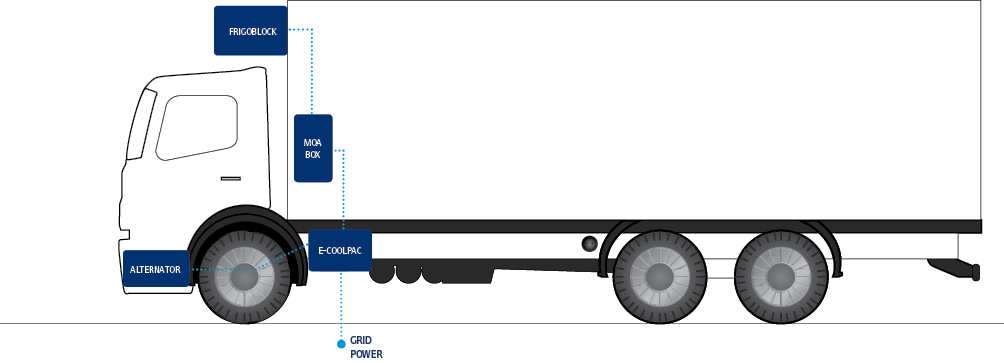 FRIGOBLOCK
MOA
BOX
E-COOLPAC
ALTERNATOR
GRID
POWER